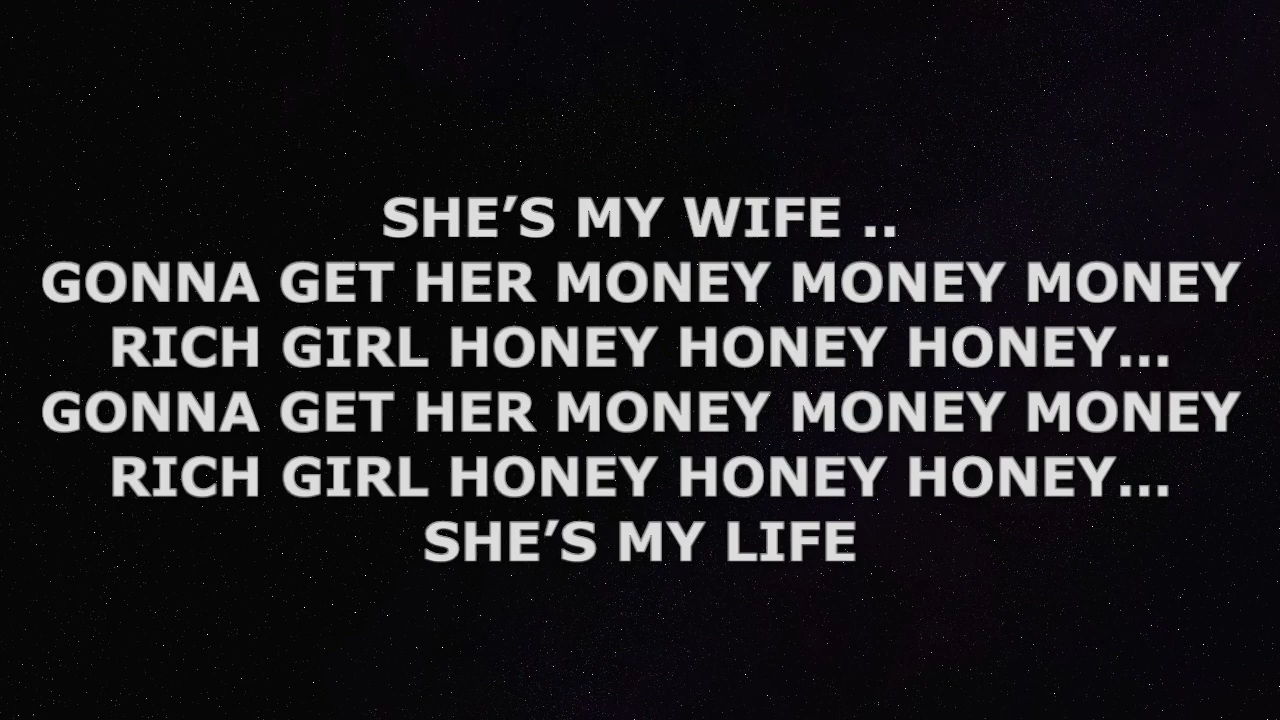 SHE’S MY WIFE ..
GONNA GET HER MONEY MONEY MONEY
RICH GIRL HONEY HONEY HONEY...
GONNA GET HER MONEY MONEY MONEY
RICH GIRL HONEY HONEY HONEY...
SHE’S MY LIFE